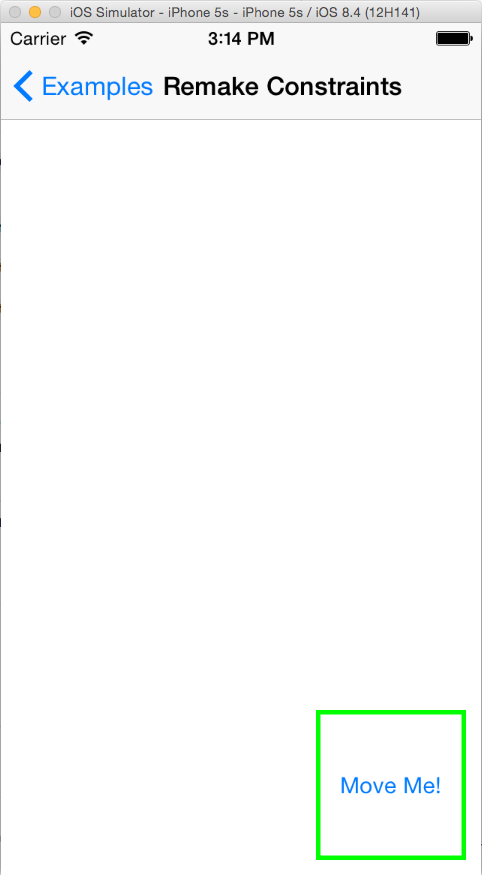 iOS Simulator - iPhone 5s - iPhone 5s / iOS 8.4 (12H141)
Carrier 3:14 PM
Examples Remake Constraints
Move Me!